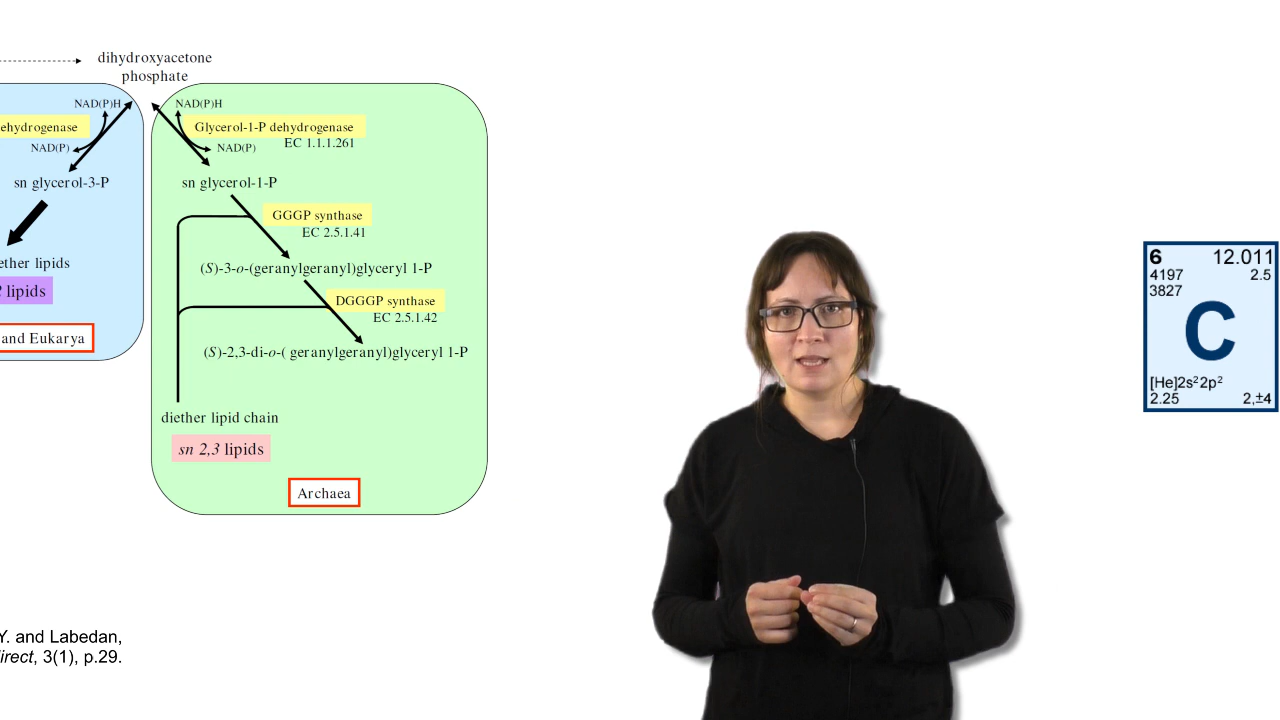 dihydroxyacetone
phosphate
NAD(P)H
ehydrogenase
NAD(P)
sn glycerol-3-P
ether lipids
lipids
and Eukarya
NAD(P)H
Glycerol-1-P dehydrogenase
EC 1.1.1.261
NAD(P)
sn glycerol-1-P
GGGP synthase
EC 2.5.1.41
(S)-3-o-(geranylgeranyl)glyceryl 1-P
DGGGP synthase
EC 2.5.1.42
(S)-2,3-di-o-( geranylgeranyl)glyceryl 1-P
diether lipid chain
sn 2,3 lipids
Archaea
Y. and Labedan,
irect, 3(1), p.29.
6 12.011
4197 2.5
3827
C
[He]2s²2p²
2.25 2,±4